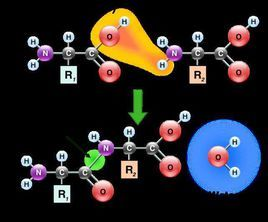 H H O H H H O H
N C C N C C
H H O H H O
R1 R2
H H O H
H N C C H
H H O O
N C C R2 H
H H O
R1